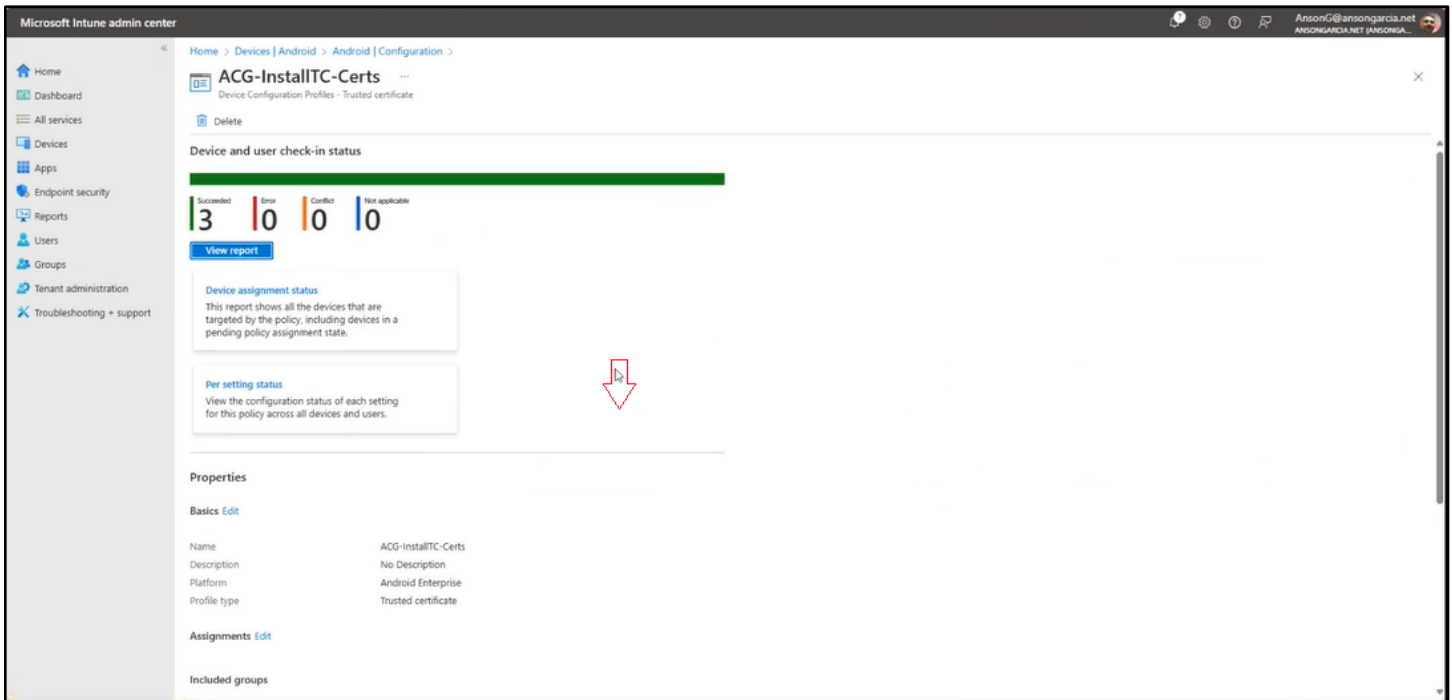 Microsoft Intune admin center
AnsonG@ansongarcia.net
ANSONGARCIA.NET (ANSONGA...
Home > Devices | Android > Android | Configuration >
Home
Dashboard
All services
Devices
Apps
Endpoint security
Reports
Users
Groups
Tenant administration
Troubleshooting + support
ACG-InstallTC-Certs ...
Device Configuration Profiles - Trusted certificate
Delete
Device and user check-in status
Succeeded
3
Error
0
Conflict
0
Not applicable
0
View report
Device assignment status
This report shows all the devices that are
targeted by the policy, including devices in a
pending policy assignment state.
Per setting status
View the configuration status of each setting
for this policy across all devices and users.
Properties
Basics Edit
Name ACG-InstallTC-Certs
Description No Description
Platform Android Enterprise
Profile type Trusted certificate
Assignments Edit
Included groups